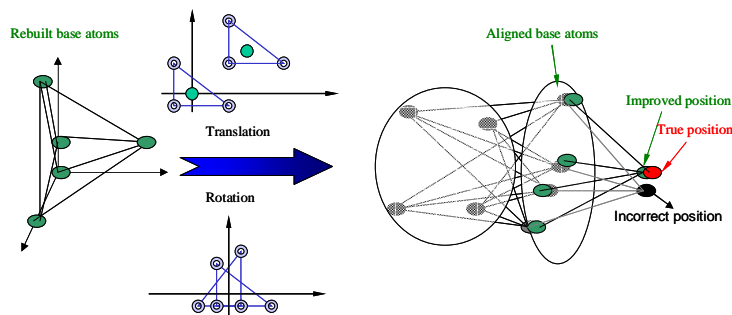 Rebuilt base atoms
Translation
Rotation
Aligned base atoms
Improved position
True position
Incorrect position